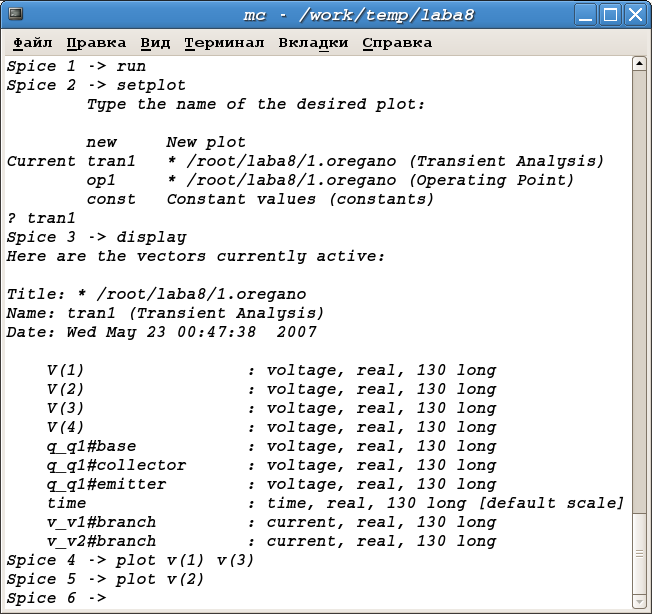 mc - /work/temp/laba8
Файл Правка Вид Терминал Вкладки Справка
Spice 1 -> run
Spice 2 -> setplot
        Type the name of the desired plot:

        new     New plot
Current tran1   * /root/laba8/1.oregano (Transient Analysis)
        op1     * /root/laba8/1.oregano (Operating Point)
        const   Constant values (constants)
? tran1
Spice 3 -> display
Here are the vectors currently active:

Title: * /root/laba8/1.oregano
Name: tran1 (Transient Analysis)
Date: Wed May 23 00:47:38  2007

    V(1)                : voltage, real, 130 long
    V(2)                : voltage, real, 130 long
    V(3)                : voltage, real, 130 long
    V(4)                : voltage, real, 130 long
    q_q1#base           : voltage, real, 130 long
    q_q1#collector      : voltage, real, 130 long
    q_q1#emitter        : voltage, real, 130 long
    time                : time, real, 130 long [default scale]
    v_v1#branch         : current, real, 130 long
    v_v2#branch         : current, real, 130 long
Spice 4 -> plot v(1) v(3)
Spice 5 -> plot v(2)
Spice 6 ->